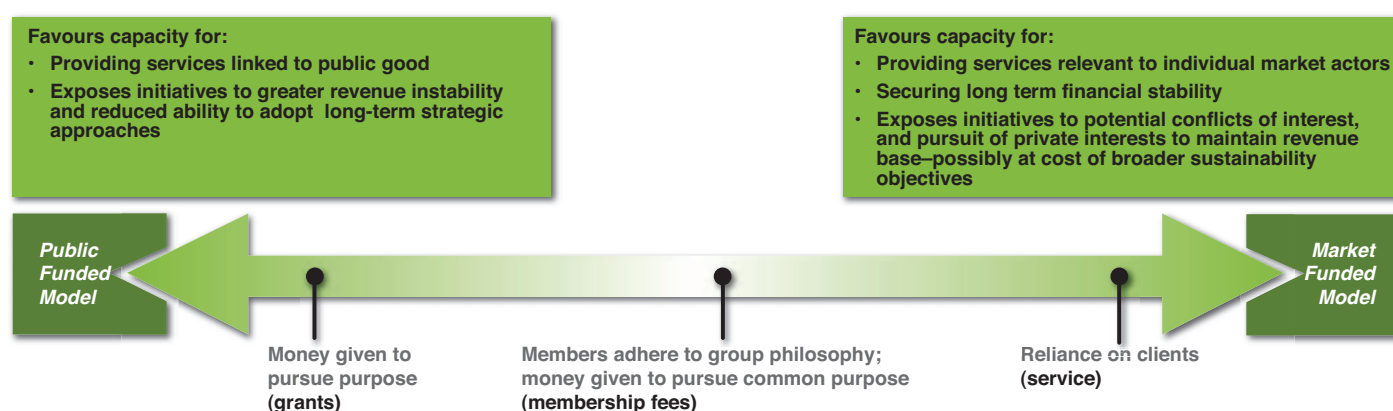 Favours capacity for:
• Providing services linked to public good
• Exposes initiatives to greater revenue instability
and reduced ability to adopt long-term strategic
approaches
Favours capacity for:
• Providing services relevant to individual market actors
• Securing long term financial stability
• Exposes initiatives to potential conflicts of interest,
and pursuit of private interests to maintain revenue
base–possibly at cost of broader sustainability
objectives
Public
Funded
Model
Market
Funded
Model
Money given to
pursue purpose
(grants)
Members adhere to group philosophy;
money given to pursue common purpose
(membership fees)
Reliance on clients
(service)